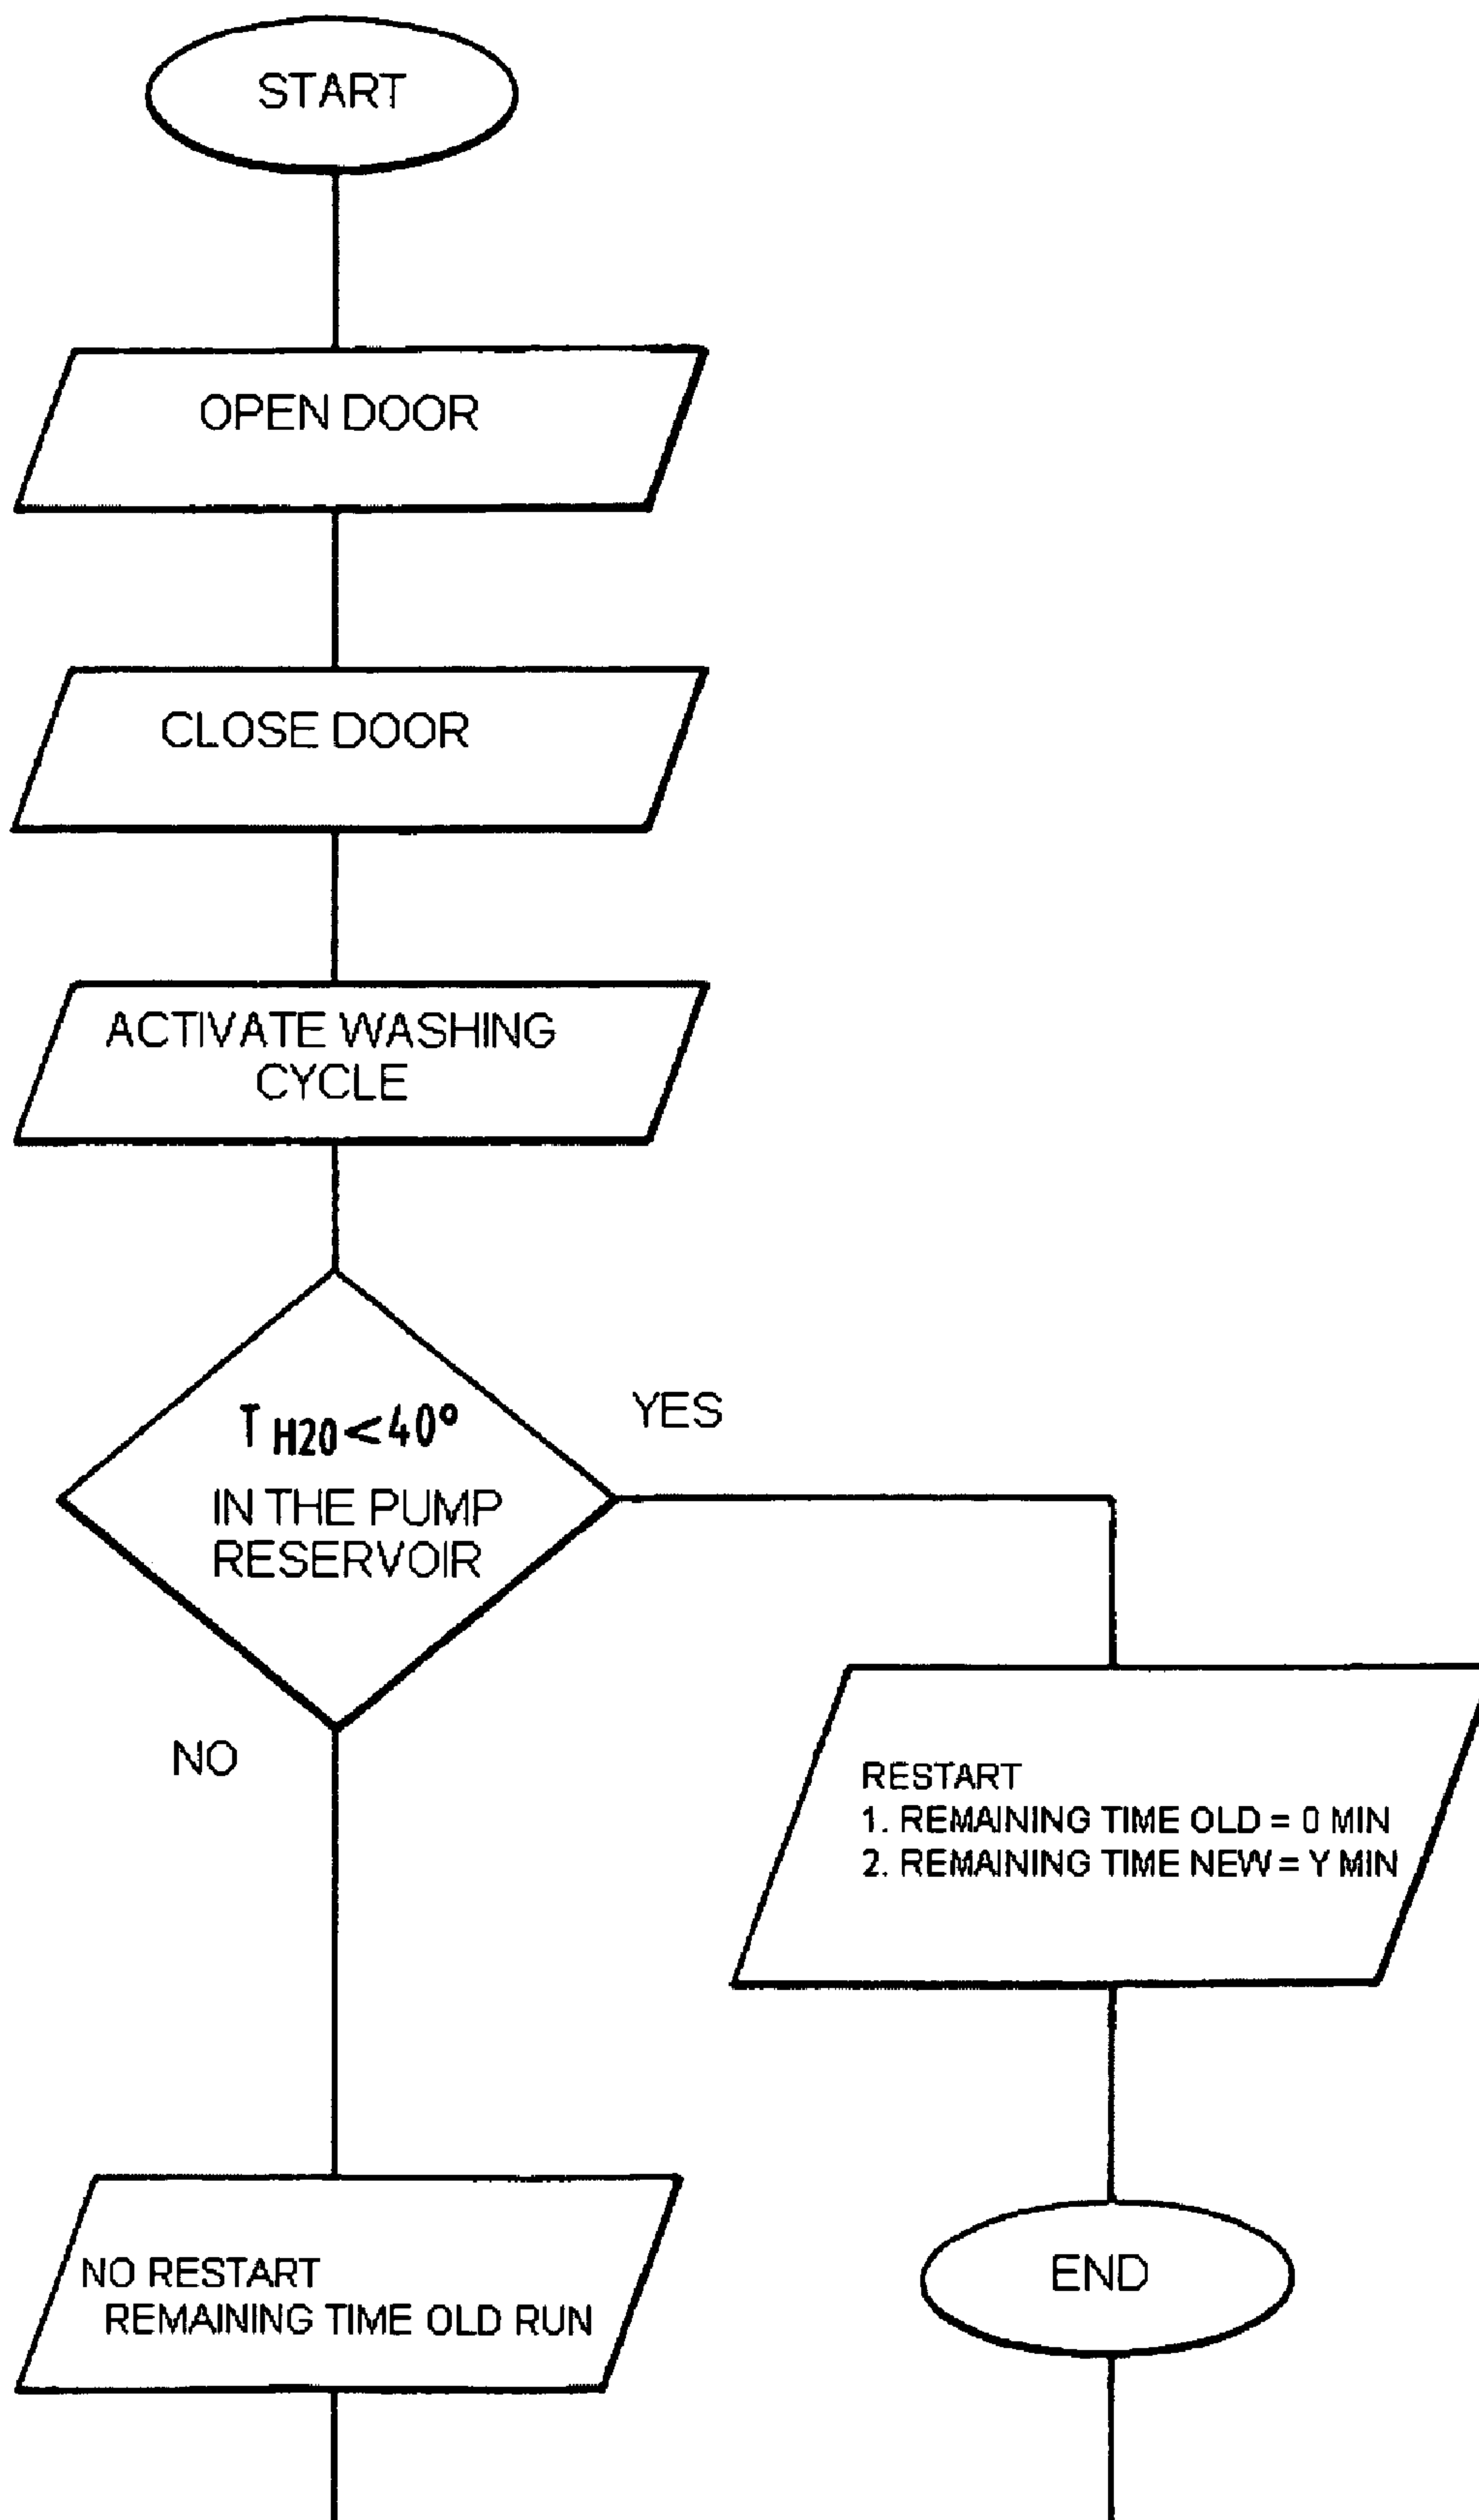 START
OPEN DOOR
CLOSE DOOR
ACTIVATE WASHING
CYCLE
T H20 < 40°
IN THE PUMP
RESERVOIR
YES
NO
RESTART
1. REMAINING TIME OLD = 0 MIN
2. REMAINING TIME NEW = Y MIN
NO RESTART
REMAINING TIME OLD RUN
END